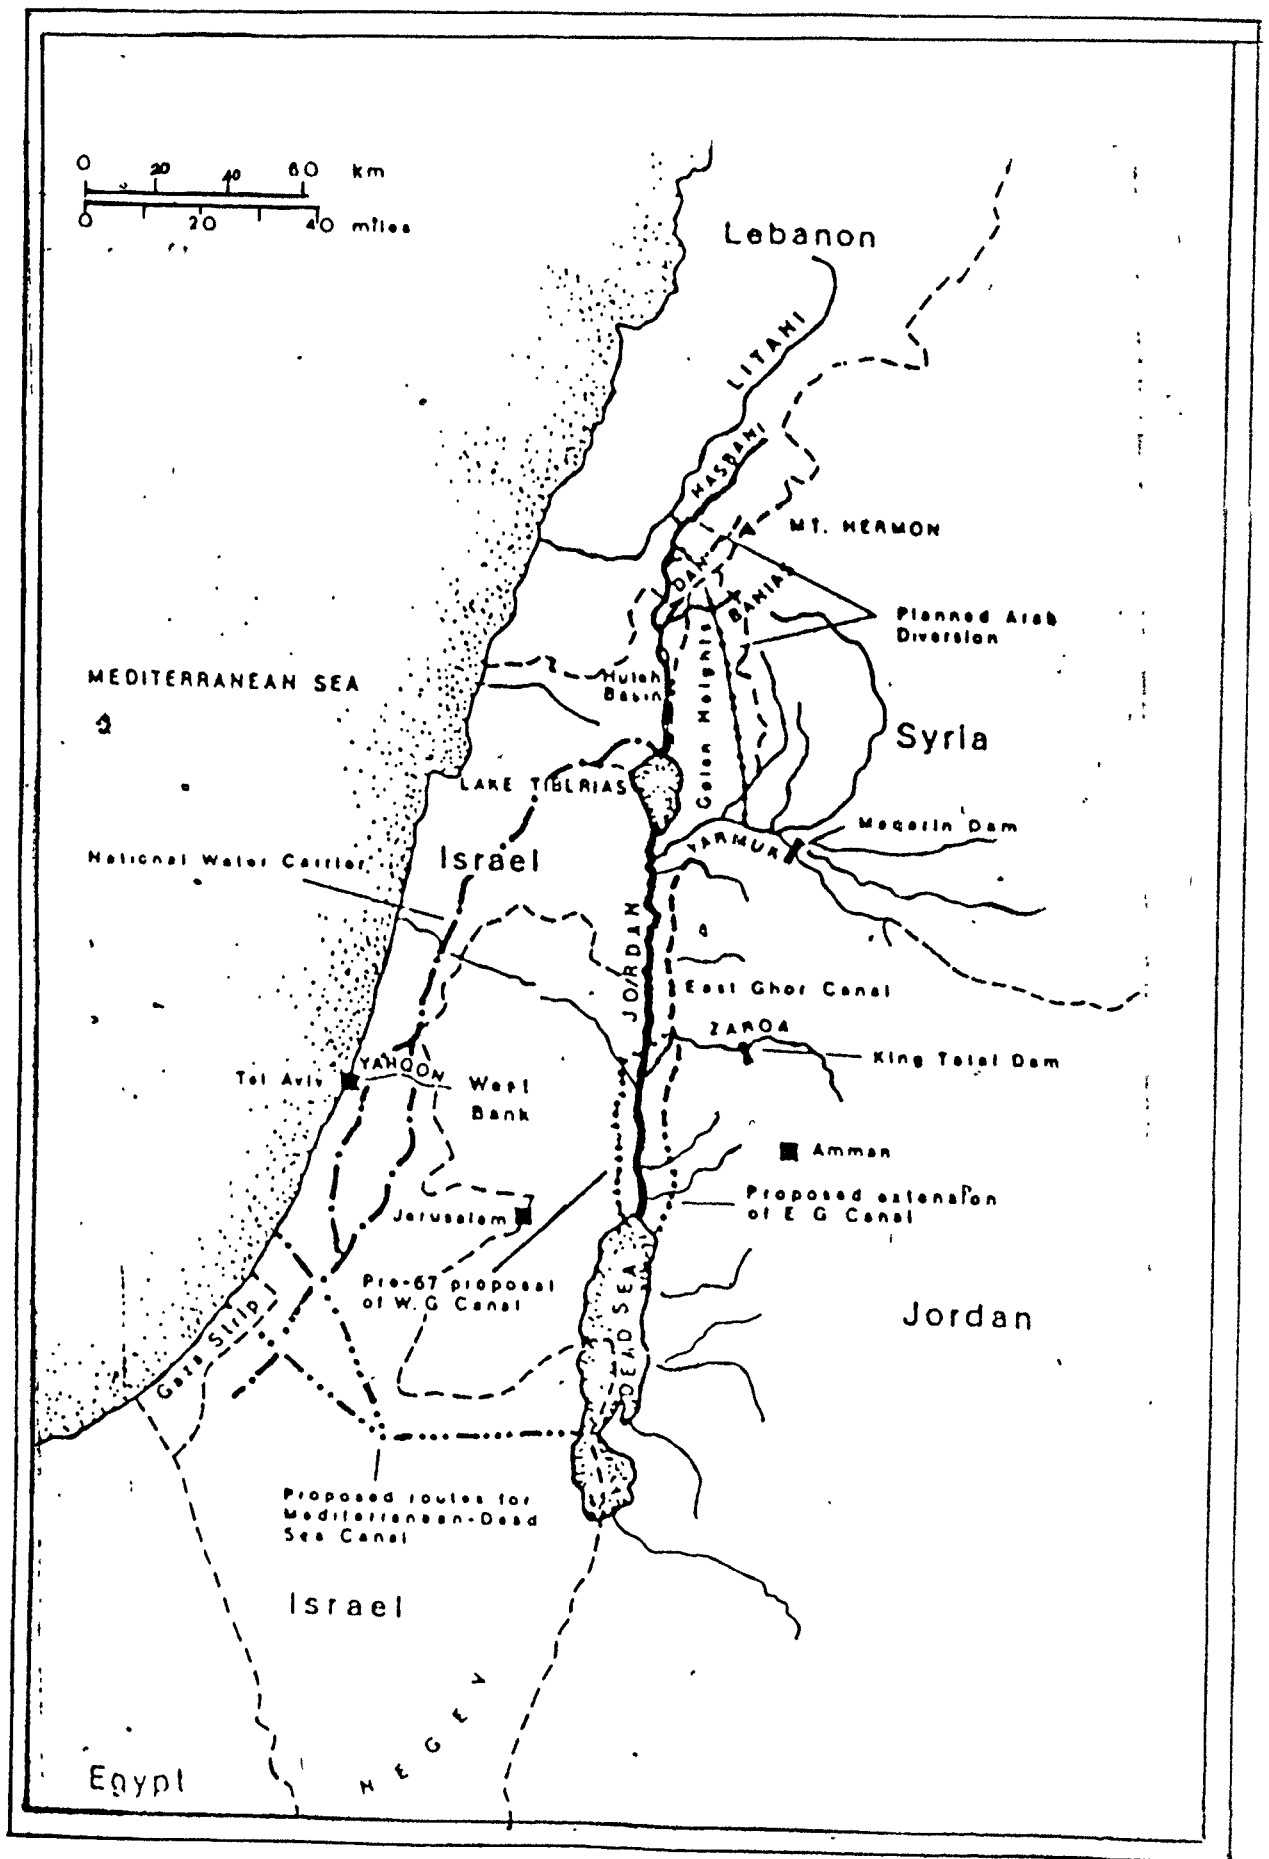 0 20 40 60 km
0 20 40 miles
Lebanon
LITANI
HASBANI
MT. HERMON
DAN
BANIAS
Planned Arab
Diversion
MEDITERRANEAN SEA
Huleh
Basin
Golan Heights
Syria
LAKE TIBERIAS
Maqarin Dam
YARMUK
National Water Carrier
Israel
JORDAN
East Ghor Canal
ZARQA
King Talal Dam
Tel Aviv
YARQON
West
Bank
Amman
Jerusalem
Proposed extension
of E G Canal
Pre-67 proposal
of W.G Canal
DEAD SEA
Jordan
Gaza Strip
Proposed routes for
Mediterranean-Dead
Sea Canal
Israel
NEGEV
Egypt